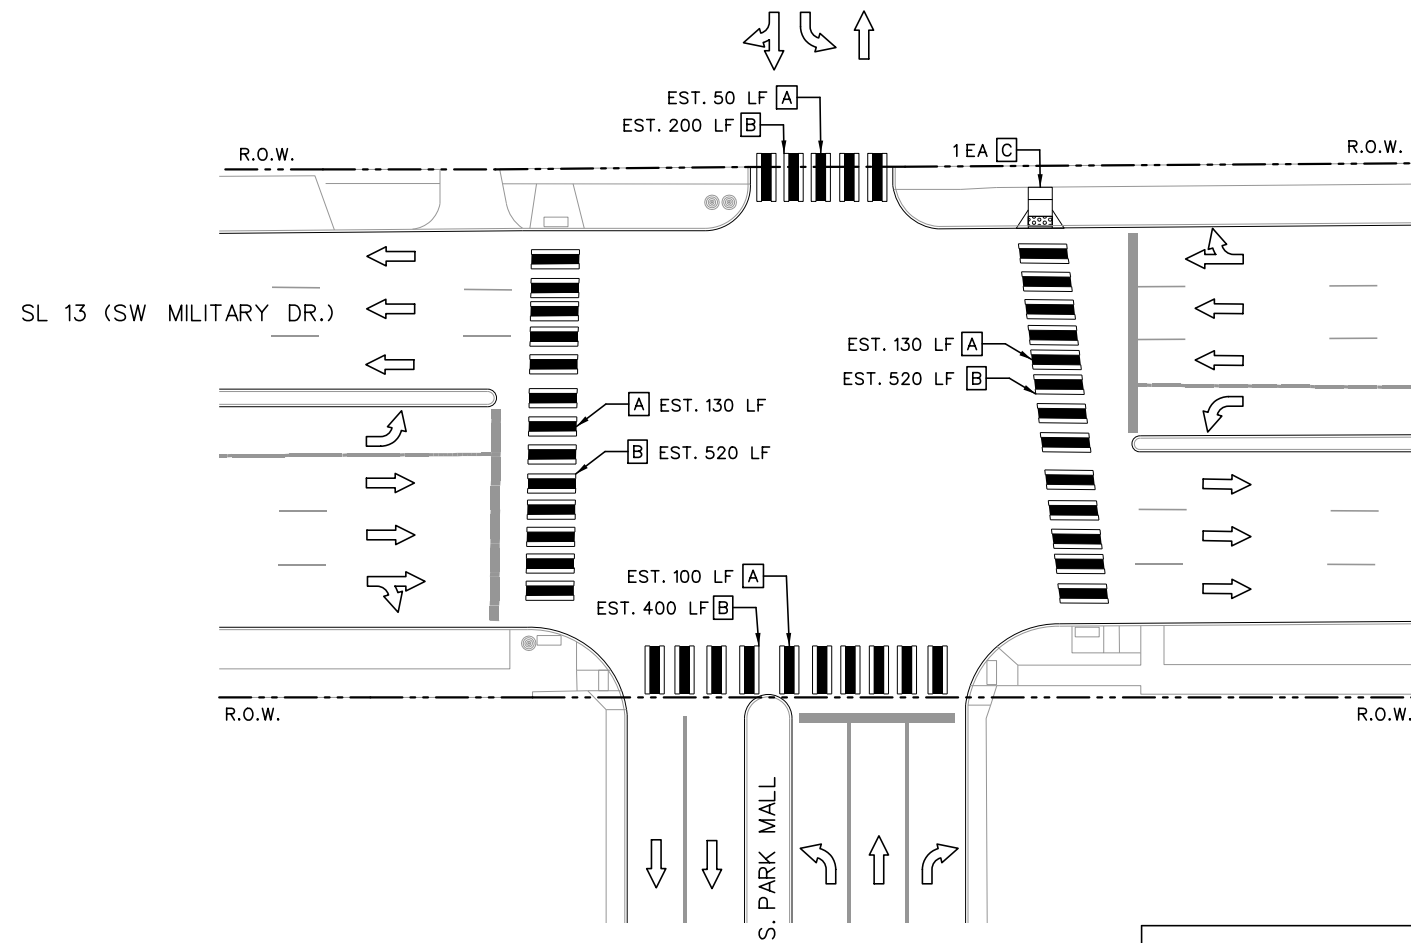 EST. 50 LF A
EST. 200 LF B
R.O.W.
1 EA C
R.O.W.
SL 13 (SW MILITARY DR.)
EST. 130 LF A
EST. 520 LF B
A EST. 130 LF
B EST. 520 LF
EST. 100 LF A
EST. 400 LF B
R.O.W.
R.O.W.
S. PARK MALL